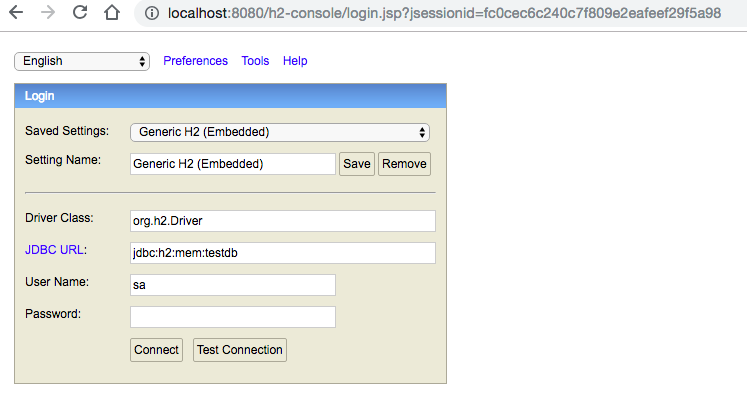 localhost:8080/h2-console/login.jsp?jsessionid=fc0cec6c240c7f809e2eafeef29f5a98
English Preferences Tools Help
Login
Saved Settings: Generic H2 (Embedded)
Setting Name: Generic H2 (Embedded) Save Remove
Driver Class: org.h2.Driver
JDBC URL: jdbc:h2:mem:testdb
User Name: sa
Password:
Connect Test Connection